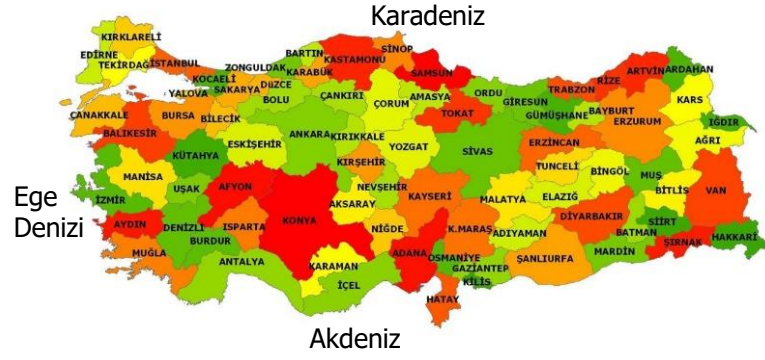 Karadeniz
KIRKLARELİ
EDİRNE
TEKİRDAĞ
İSTANBUL
KOCAELİ
YALOVA
SAKARYA
DÜZCE
ZONGULDAK
BARTIN
KARABÜK
KASTAMONU
SİNOP
SAMSUN
ORDU
GİRESUN
TRABZON
RİZE
ARTVİN
ARDAHAN
KARS
IĞDIR
AĞRI
ERZURUM
BAYBURT
GÜMÜŞHANE
TOKAT
AMASYA
ÇORUM
ÇANKIRI
BOLU
BİLECİK
BURSA
ÇANAKKALE
BALIKESİR
KÜTAHYA
ESKİŞEHİR
ANKARA
KIRIKKALE
YOZGAT
SİVAS
ERZİNCAN
TUNCELİ
BİNGÖL
MUŞ
BİTLİS
VAN
HAKKARİ
ŞIRNAK
SİİRT
BATMAN
MARDİN
DİYARBAKIR
ELAZIĞ
MALATYA
ADIYAMAN
ŞANLIURFA
GAZİANTEP
KİLİS
HATAY
OSMANİYE
K.MARAŞ
KAYSERİ
NEVŞEHİR
KIRŞEHİR
AKSARAY
NİĞDE
ADANA
İÇEL
KARAMAN
KONYA
AFYON
UŞAK
MANİSA
İZMİR
AYDIN
DENİZLİ
ISPARTA
BURDUR
MUĞLA
ANTALYA
Ege
Denizi
Akdeniz